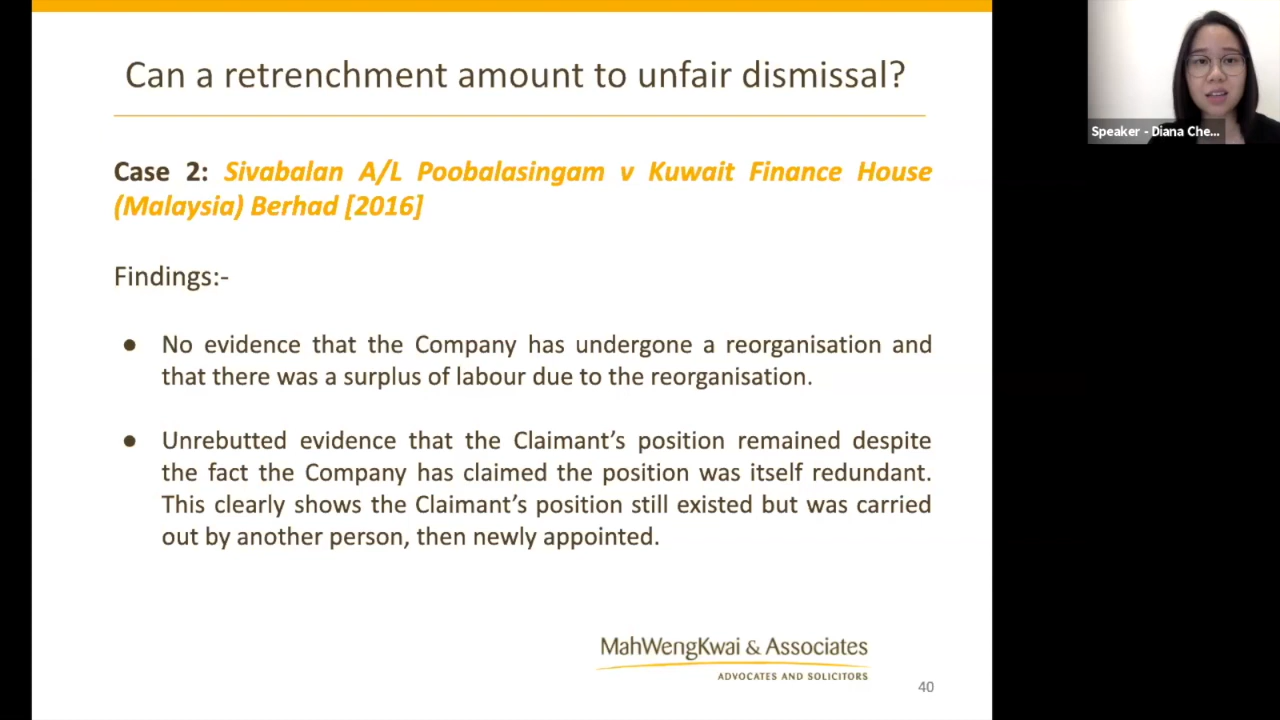 Can a retrenchment amount to unfair dismissal?
Speaker - Diana Che...
Case 2: Sivabalan A/L Poobalasingam v Kuwait Finance House
(Malaysia) Berhad [2016]
Findings:-
● No evidence that the Company has undergone a reorganisation and
that there was a surplus of labour due to the reorganisation.
● Unrebutted evidence that the Claimant’s position remained despite
the fact the Company has claimed the position was itself redundant.
This clearly shows the Claimant’s position still existed but was carried
out by another person, then newly appointed.
MahWengKwai & Associates
ADVOCATES AND SOLICITORS
40